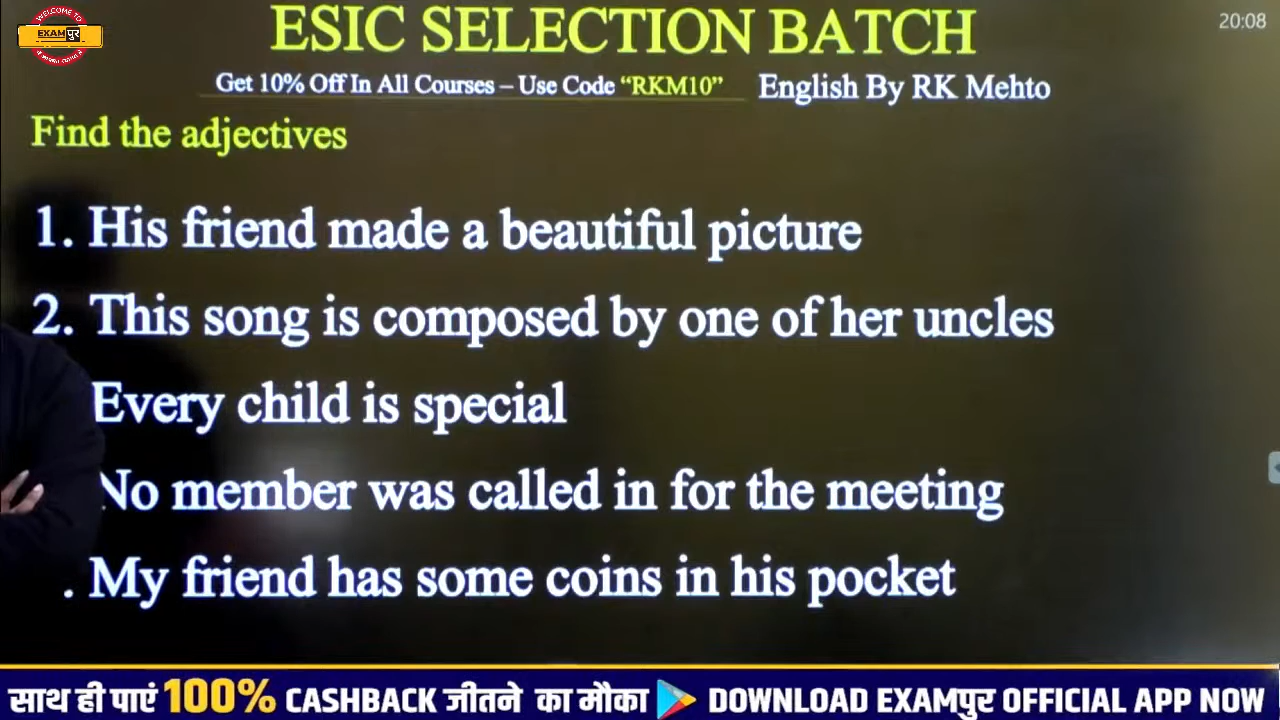 WELCOME TO
EXAMपुर
ESIC SELECTION BATCH
20:08
Get 10% Off In All Courses – Use Code “RKM10” English By RK Mehto
Find the adjectives
1. His friend made a beautiful picture
2. This song is composed by one of her uncles
Every child is special
No member was called in for the meeting
. My friend has some coins in his pocket
साथ ही पाएं 100% CASHBACK जीतने का मौका DOWNLOAD EXAMपुर OFFICIAL APP NOW